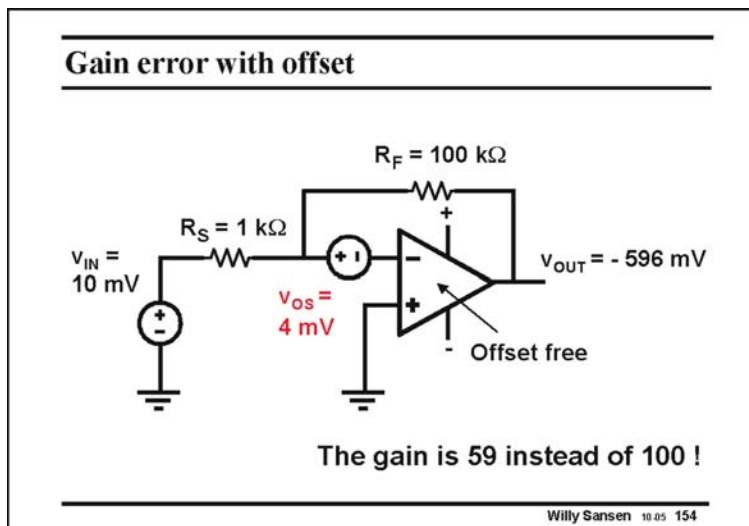 Gain error with offset
R_F = 100 kΩ
+
R_S = 1 kΩ
v_IN =
10 mV
+ -
−
v_OUT = - 596 mV
+
-
v_OS =
4 mV
+
-
Offset free
The gain is 59 instead of 100 !
Willy Sansen 10-05 154